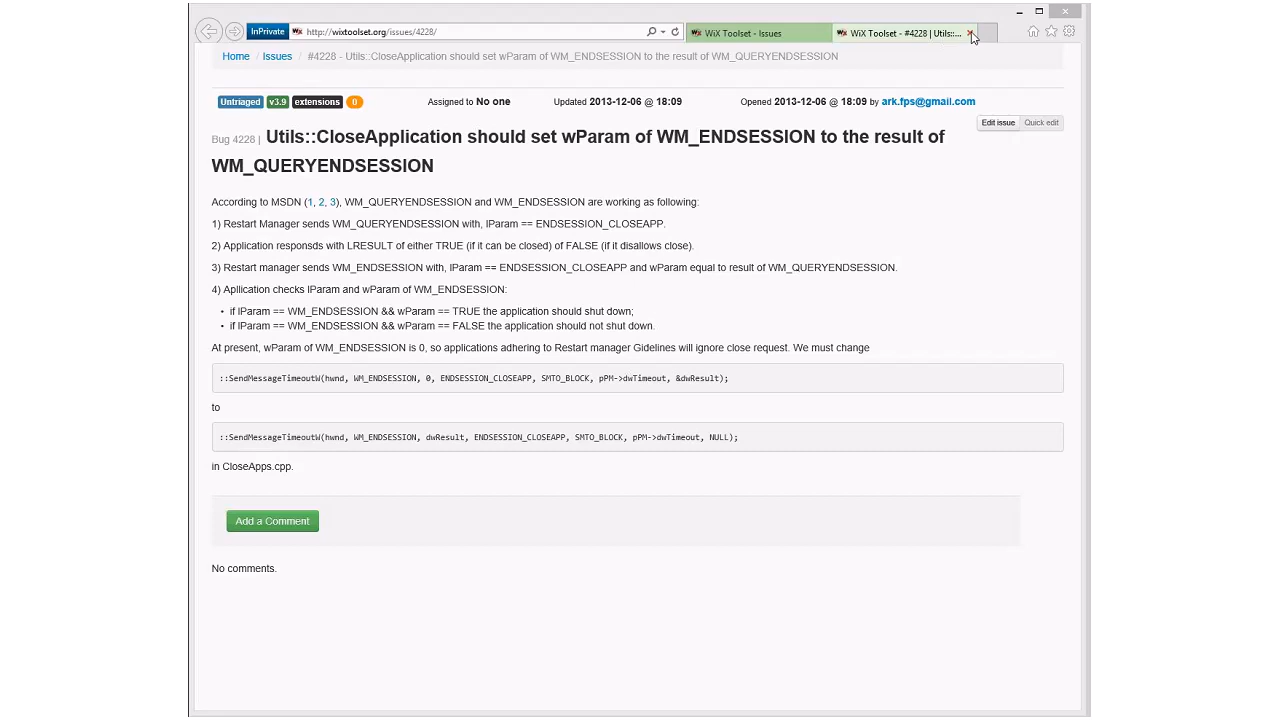 InPrivate http://wixtoolset.org/issues/4228/ WiX Toolset - Issues WiX Toolset - #4228 | Utils::...
Home Issues #4228 - Utils::CloseApplication should set wParam of WM_ENDSESSION to the result of WM_QUERYENDSESSION
Untriaged v3.9 extensions 0 Assigned to No one Updated 2013-12-06 @ 18:09 Opened 2013-12-06 @ 18:09 by ark.fps@gmail.com
Edit issue Quick edit
Bug 4228 | Utils::CloseApplication should set wParam of WM_ENDSESSION to the result of
WM_QUERYENDSESSION
According to MSDN (1, 2, 3), WM_QUERYENDSESSION and WM_ENDSESSION are working as following:
1) Restart Manager sends WM_QUERYENDSESSION with, lParam == ENDSESSION_CLOSEAPP.
2) Application responsds with LRESULT of either TRUE (if it can be closed) of FALSE (if it disallows close).
3) Restart manager sends WM_ENDSESSION with, lParam == ENDSESSION_CLOSEAPP and wParam equal to result of WM_QUERYENDSESSION.
4) Apllication checks lParam and wParam of WM_ENDSESSION:
• if lParam == WM_ENDSESSION && wParam == TRUE the application should shut down;
• if lParam == WM_ENDSESSION && wParam == FALSE the application should not shut down.
At present, wParam of WM_ENDSESSION is 0, so applications adhering to Restart manager Gidelines will ignore close request. We must change
::SendMessageTimeoutW(hwnd, WM_ENDSESSION, 0, ENDSESSION_CLOSEAPP, SMTO_BLOCK, pPM->dwTimeout, &dwResult);
to
::SendMessageTimeoutW(hwnd, WM_ENDSESSION, dwResult, ENDSESSION_CLOSEAPP, SMTO_BLOCK, pPM->dwTimeout, NULL);
in CloseApps.cpp.
Add a Comment
No comments.